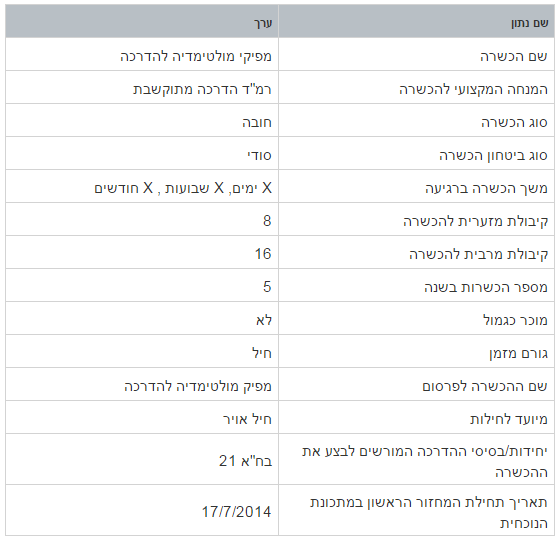 שם נתון ערך
שם הכשרה מפיקי מולטימדיה להדרכה
המנחה המקצועי להכשרה רמ"ד הדרכה מתוקשבת
סוג הכשרה חובה
סוג ביטחון הכשרה סודי
משך הכשרה ברגיעה X ימים, X שבועות , X חודשים
קיבולת מזערית להכשרה 8
קיבולת מרבית להכשרה 16
מספר הכשרות בשנה 5
מוכר כגמול לא
גורם מזמן חיל
שם ההכשרה לפרסום מפיק מולטימדיה להדרכה
מיועד לחילות חיל אויר
יחידות/בסיסי ההדרכה המורשים לבצע את
ההכשרה בח"א 21
תאריך תחילת המחזור הראשון במתכונת
הנוכחית 17/7/2014